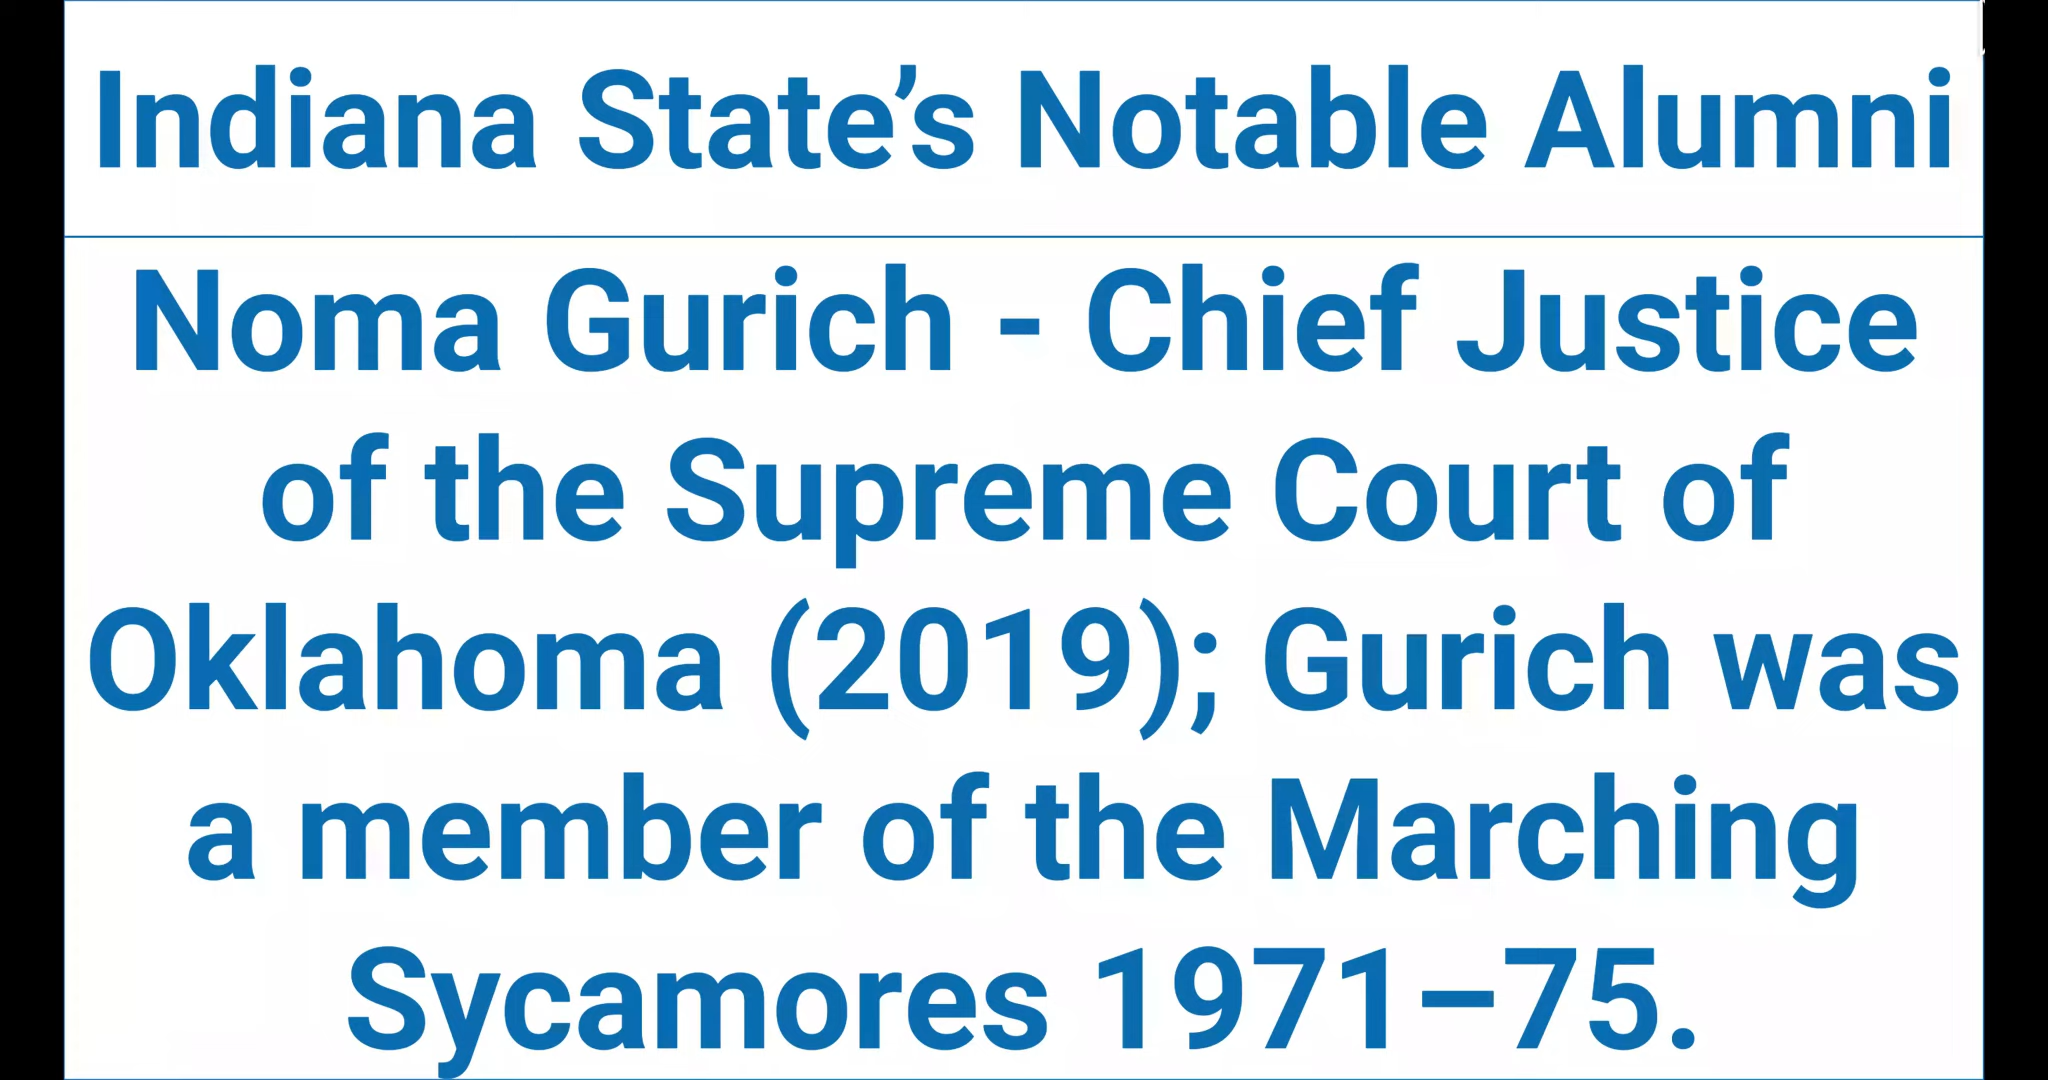 Indiana State’s Notable Alumni
Noma Gurich - Chief Justice
of the Supreme Court of
Oklahoma (2019); Gurich was
a member of the Marching
Sycamores 1971–75.